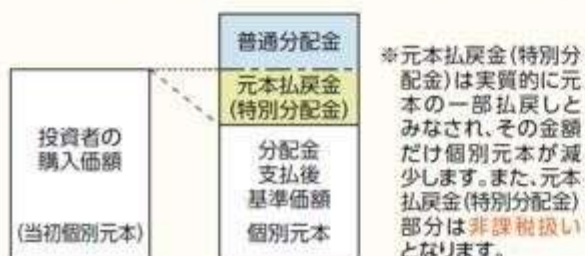 普通分配金
元本払戻金
(特別分配金)
投資者の
購入価額
(当初個別元本)
分配金
支払後
基準価額
個別元本
※元本払戻金(特別分
配金)は実質的に元
本の一部払戻しと
みなされ、その金額
だけ個別元本が減
少します。また、元本
払戻金(特別分配金)
部分は非課税扱い
となります。